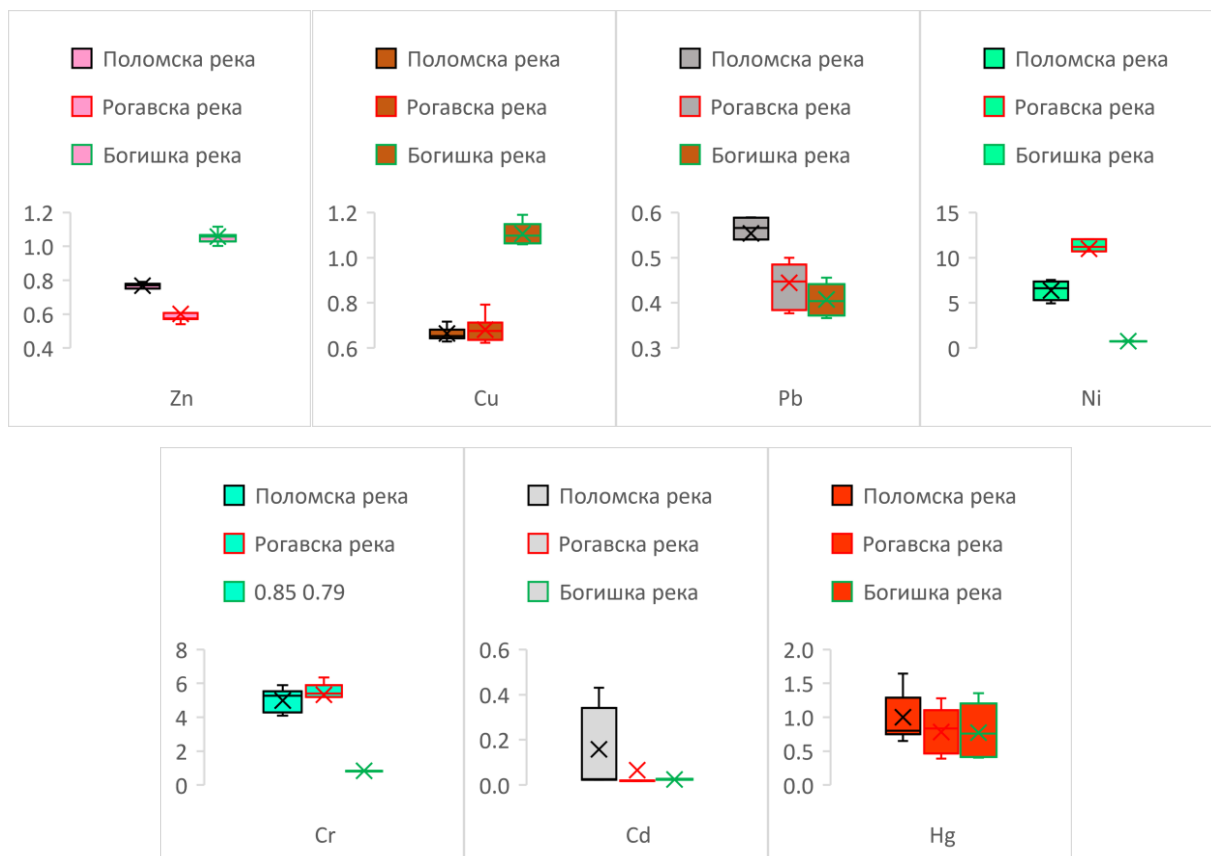 Поломска река
Рогавска река
Богишка река
1.2
1.0
0.8
0.6
0.4
Zn
Поломска река
Рогавска река
Богишка река
1.2
1.0
0.8
0.6
Cu
Поломска река
Рогавска река
Богишка река
0.6
0.5
0.4
0.3
Pb
Поломска река
Рогавска река
Богишка река
15
10
5
0
Ni
Поломска река
Рогавска река
0.85 0.79
8
6
4
2
0
Cr
Поломска река
Рогавска река
Богишка река
0.6
0.4
0.2
0.0
Cd
Поломска река
Рогавска река
Богишка река
2.0
1.5
1.0
0.5
0.0
Hg